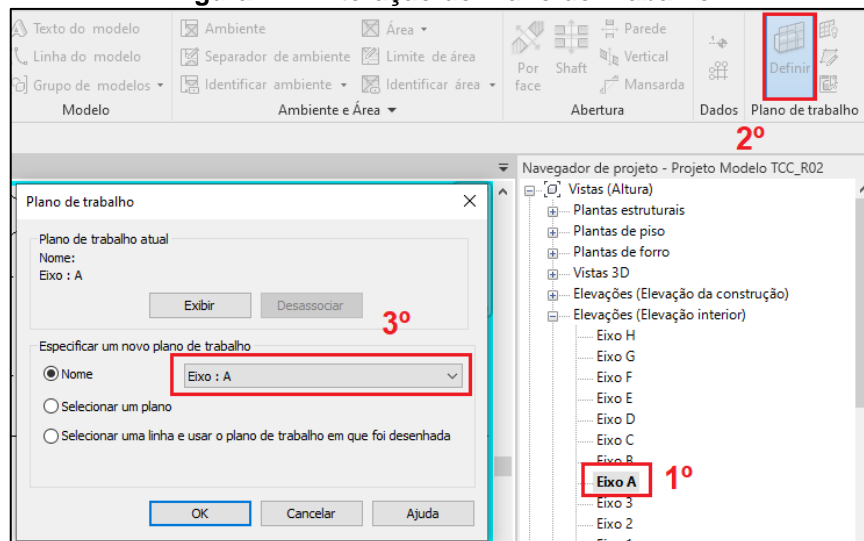 Texto do modelo
Ambiente
Área
Parede
Linha do modelo
Separador de ambiente
Limite de área
Por face
Shaft
Vertical
Definir
Grupo de modelos
Identificar ambiente
Identificar área
Mansarda
Modelo
Ambiente e Área
Abertura
Dados
Plano de trabalho
2º
Navegador de projeto - Projeto Modelo TCC_R02
Vistas (Altura)
Plantas estruturais
Plantas de piso
Plantas de forro
Vistas 3D
Elevações (Elevação da construção)
Elevações (Elevação interior)
Eixo H
Eixo G
Eixo F
Eixo E
Eixo D
Eixo C
Eixo B
Eixo A
1º
Eixo 3
Eixo 2
Plano de trabalho
Plano de trabalho atual
Nome:
Eixo : A
Exibir
Desassociar
3º
Especificar um novo plano de trabalho
Nome
Eixo : A
Selecionar um plano
Selecionar uma linha e usar o plano de trabalho em que foi desenhada
OK
Cancelar
Ajuda